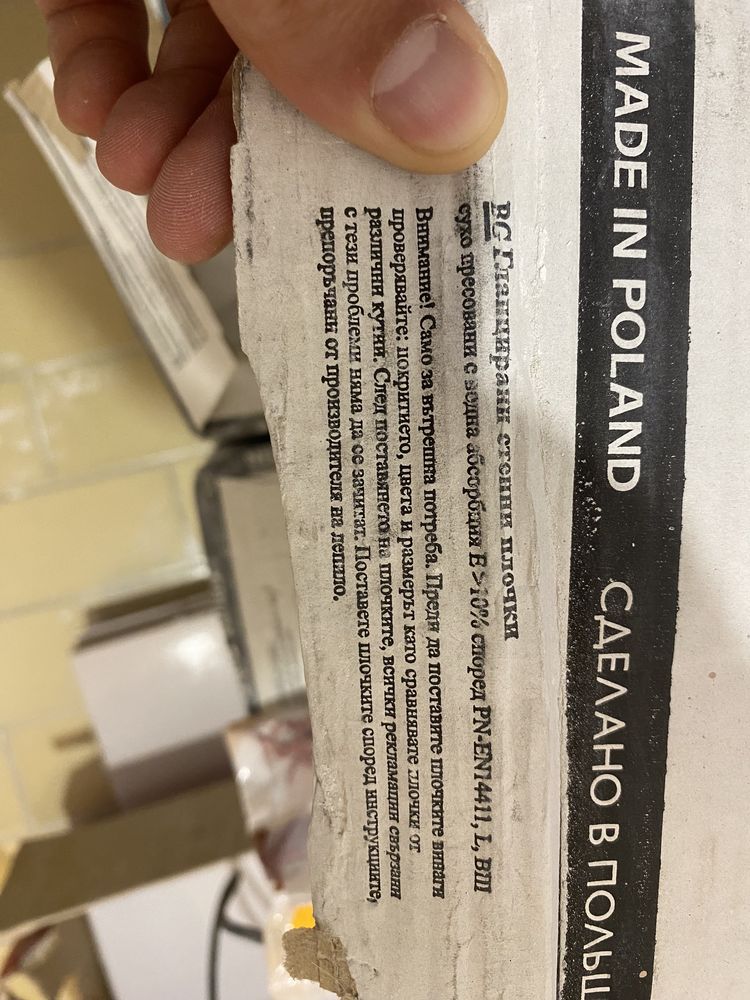 MADE IN POLAND СДЕЛАНО В ПОЛЬШ
BG Гланцирани стенни плочки
сухо пресовани с водна абсорбция E >10% според PN-EN14411, L, BIII
Внимание! Само за вътрешна потреба. Преди да поставите плочките винаги
проверявайте: покритието, цвета и размерът като сравнявате плочки от
различни кутии. След поставянето на плочките, всички рекламации свързани
с тези проблеми няма да се зачитат. Поставете плочките според инструкциите,
препоръчани от производителя на лепило.